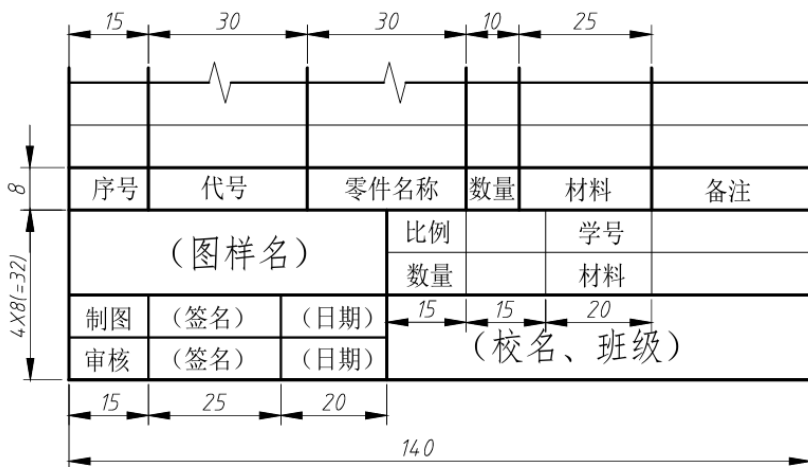 15 30 30 10 25
8 序号 代号 零件名称 数量 材料 备注
4X8(=32) (图样名) 比例 学号
数量 材料
制图 (签名) (日期) 15 15 20
审核 (签名) (日期) (校名、班级)
15 25 20
140